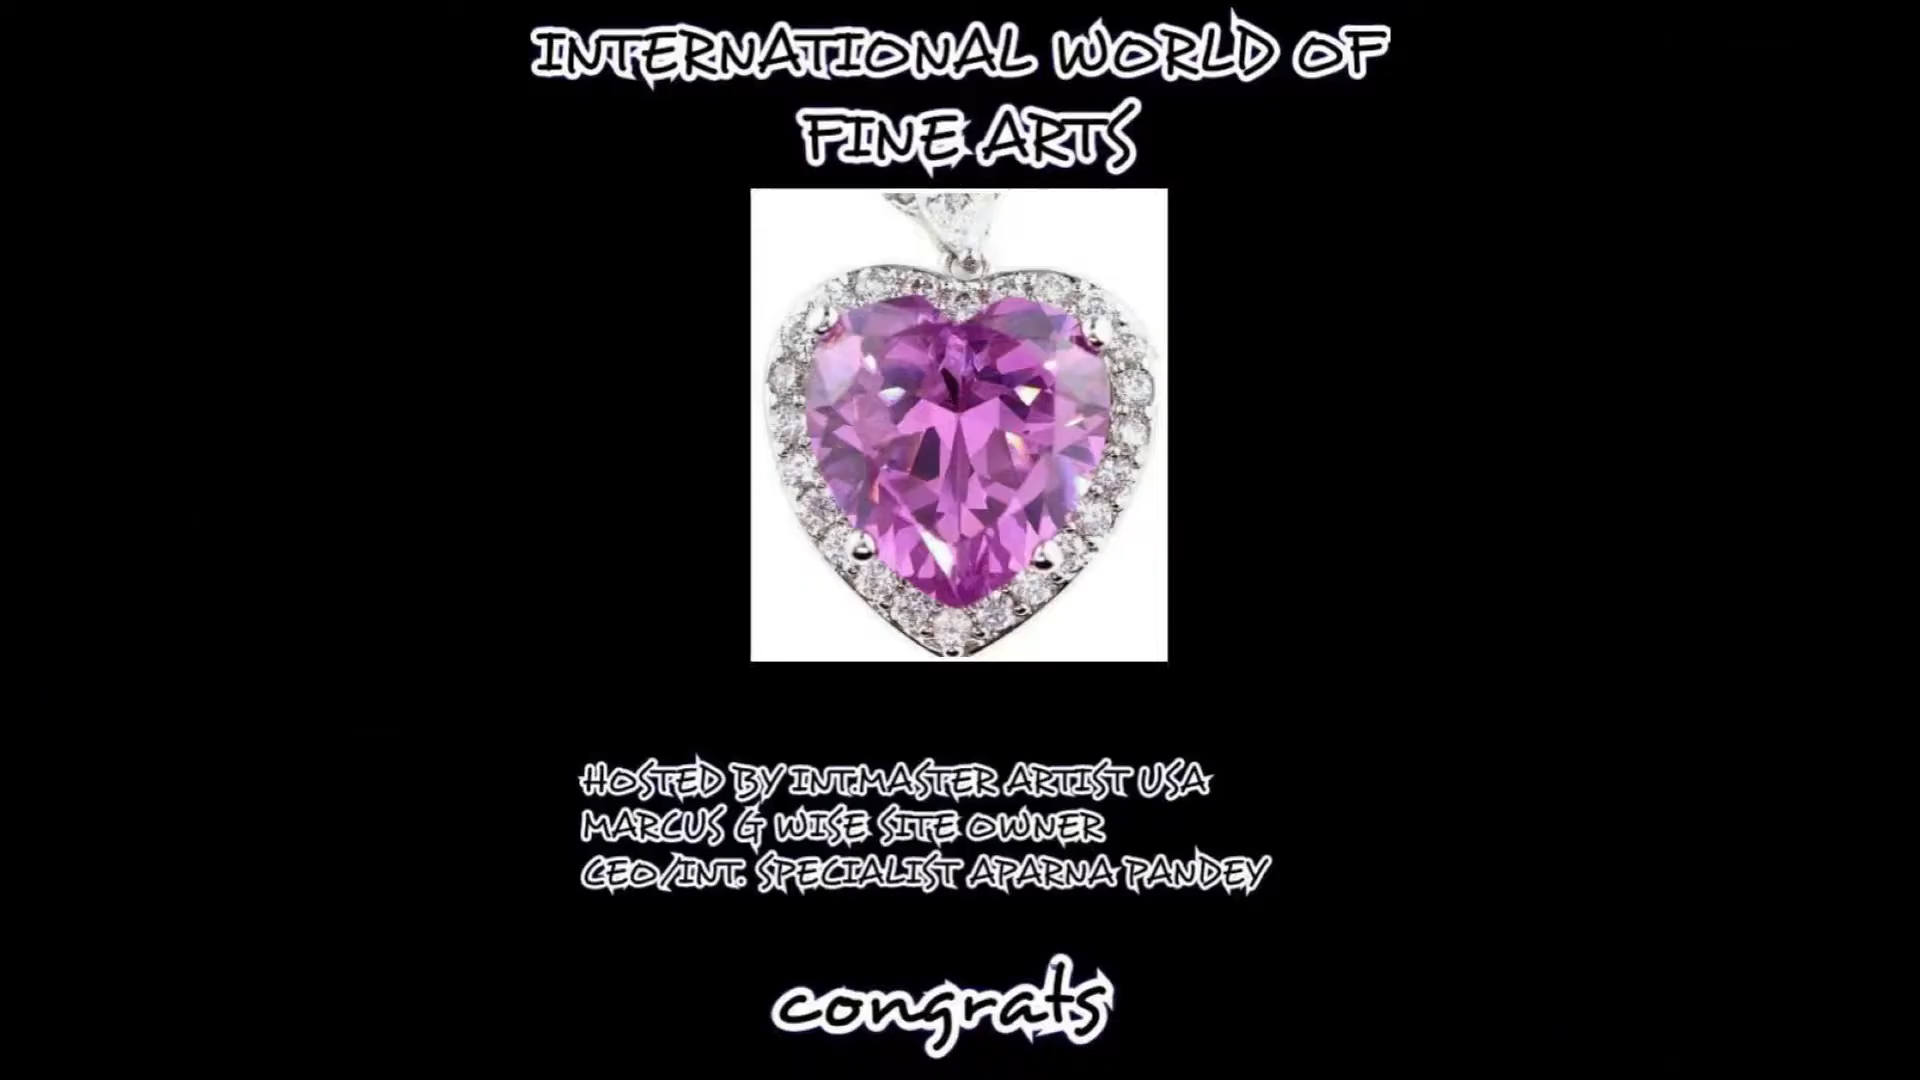 INTERNATIONAL WORLD OF
FINE ARTS
HOSTED BY INT.MASTER ARTIST USA
MARCUS G WISE SITE OWNER
CEO/INT. SPECIALIST APARNA PANDEY
congrats